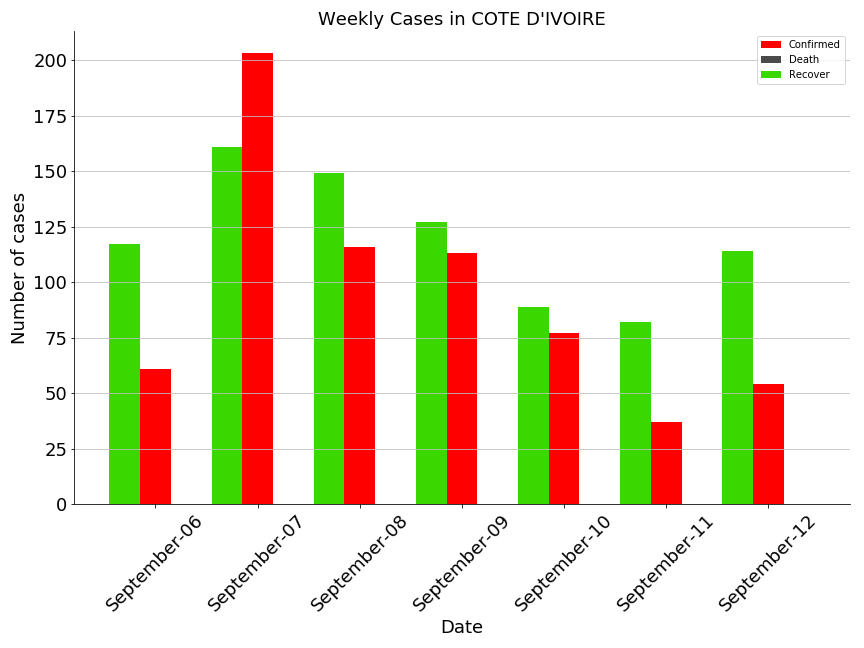 Weekly Cases in COTE D'IVOIRE
Confirmed
Death
Recover
Number of cases
200
175
150
125
100
75
50
25
0
September-06
September-07
September-08
September-09
September-10
September-11
September-12
Date